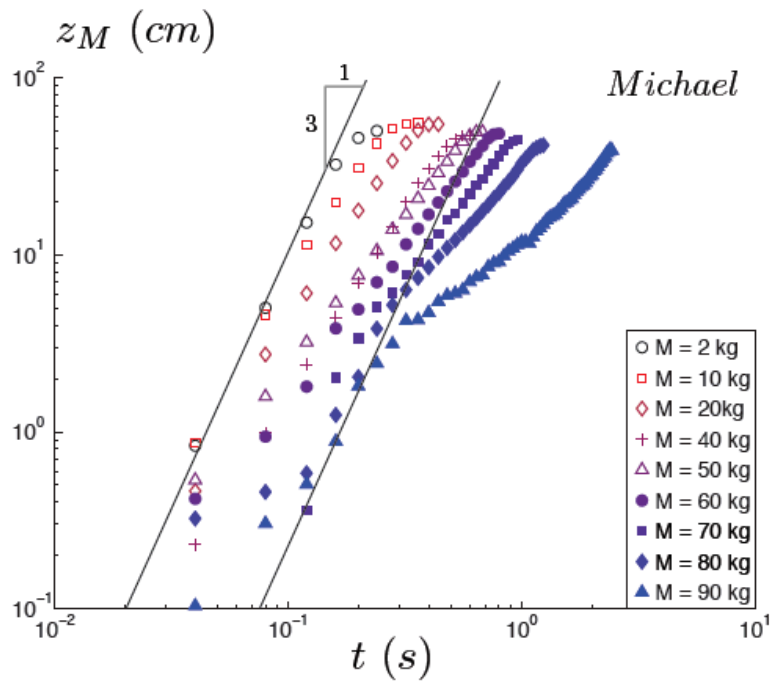 z_M (cm)
Michael
10^2
1
3
10^1
10^0
10^-1
M = 2 kg
M = 10 kg
M = 20kg
M = 40 kg
M = 50 kg
M = 60 kg
M = 70 kg
M = 80 kg
M = 90 kg
10^-2
10^-1
10^0
10^1
t (s)